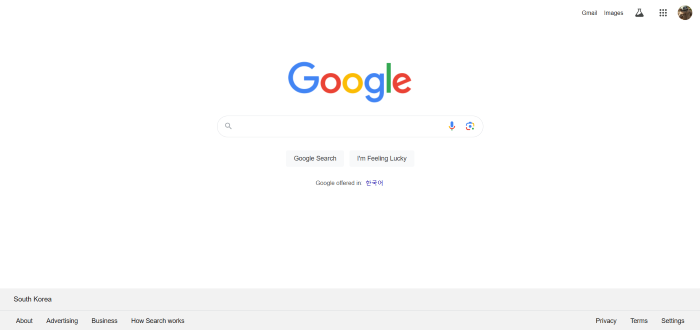 Gmail Images
Google
Google Search I'm Feeling Lucky
Google offered in: 한국어
South Korea
About Advertising Business How Search works Privacy Terms Settings